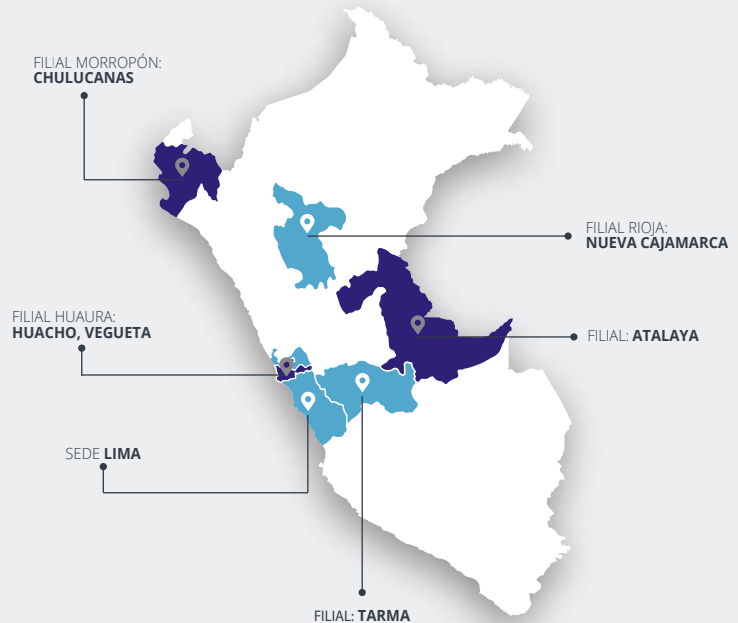 FILIAL MORROPÓN:
CHULUCANAS
FILIAL RIOJA:
NUEVA CAJAMARCA
FILIAL HUAURA:
HUACHO, VEGUETA
FILIAL: ATALAYA
SEDE LIMA
FILIAL: TARMA